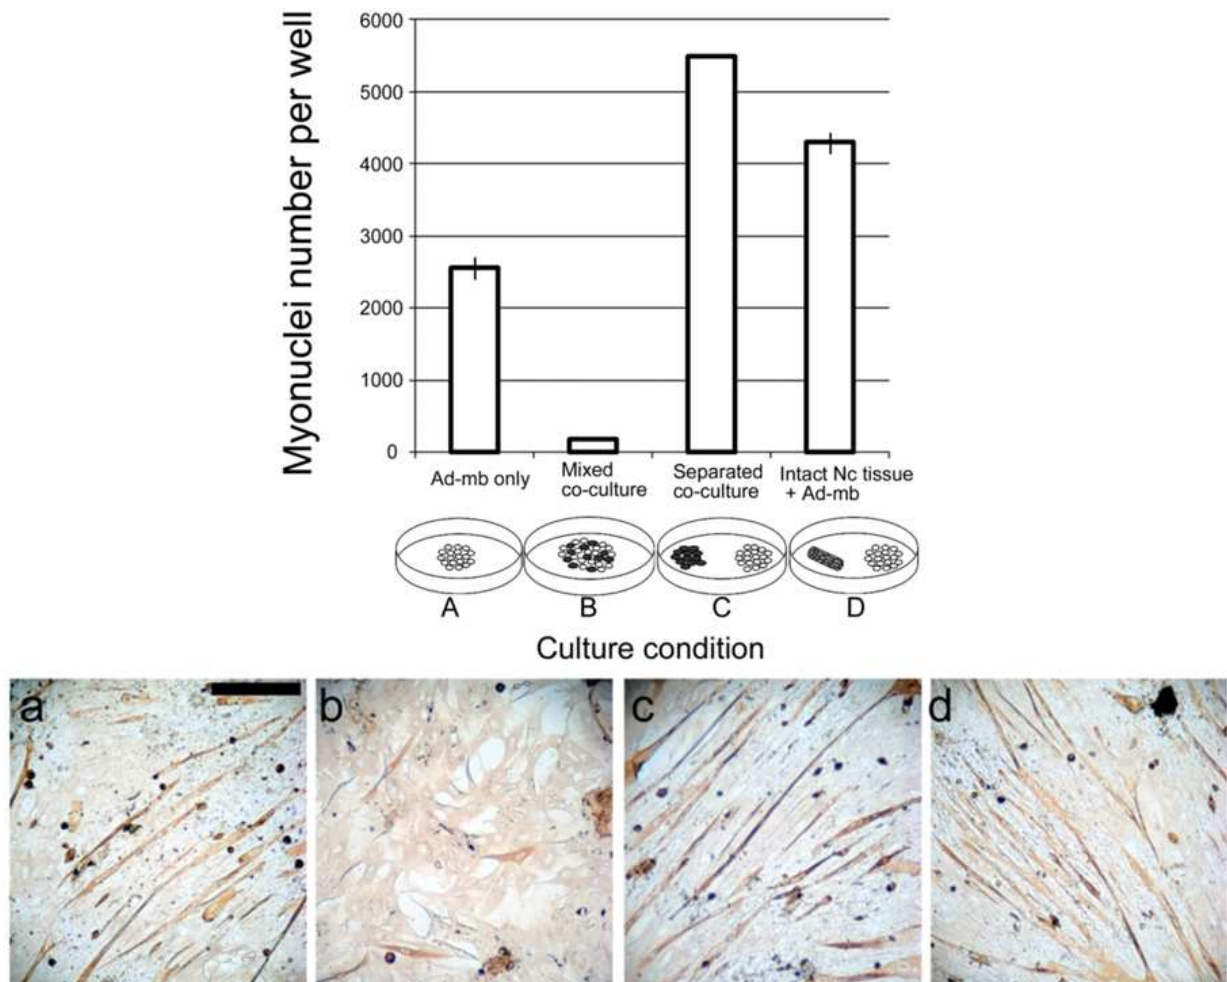 Myonuclei number per well
6000
5000
4000
3000
2000
1000
0
Ad-mb only
Mixed
co-culture
Separated
co-culture
Intact Nc tissue
+ Ad-mb
A
B
C
D
Culture condition
a
b
c
d